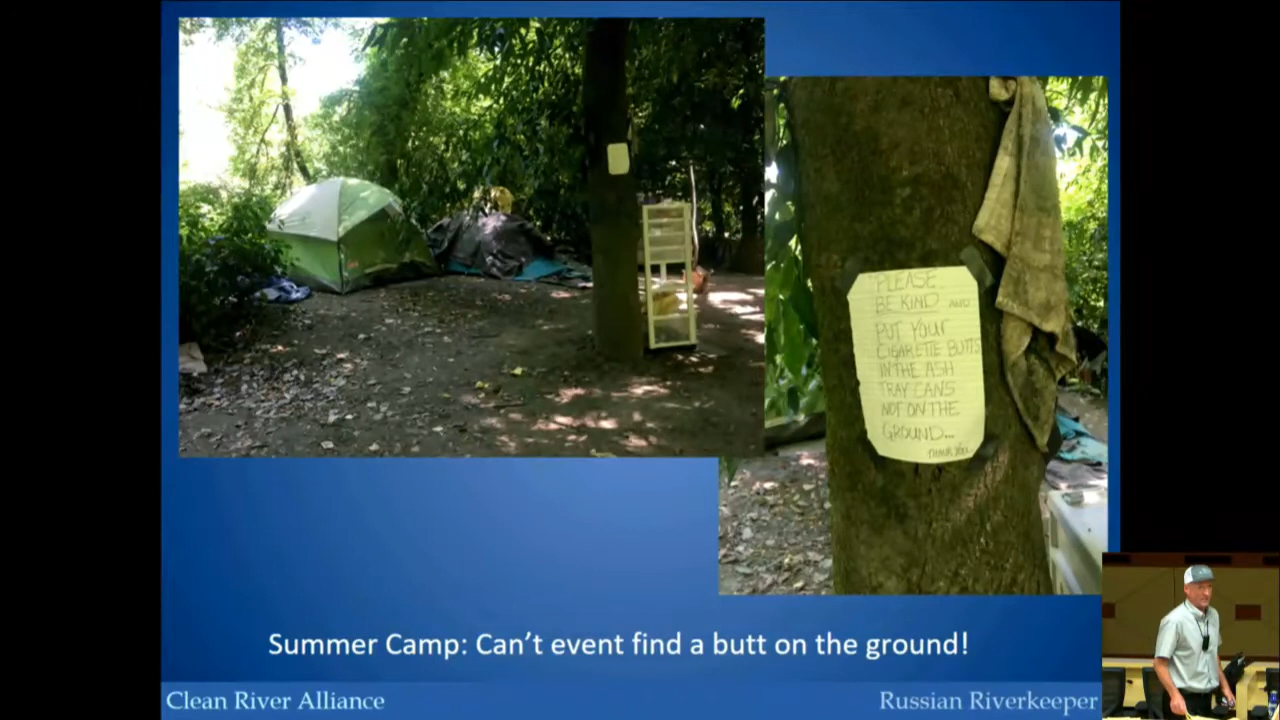 PLEASE
BE KIND AND
PUT YOUR
CIGARETTE BUTTS
IN THE ASH
TRAY CANS
NOT ON THE
GROUND...
THANK YOU
Summer Camp: Can't event find a butt on the ground!
Clean River Alliance
Russian Riverkeeper